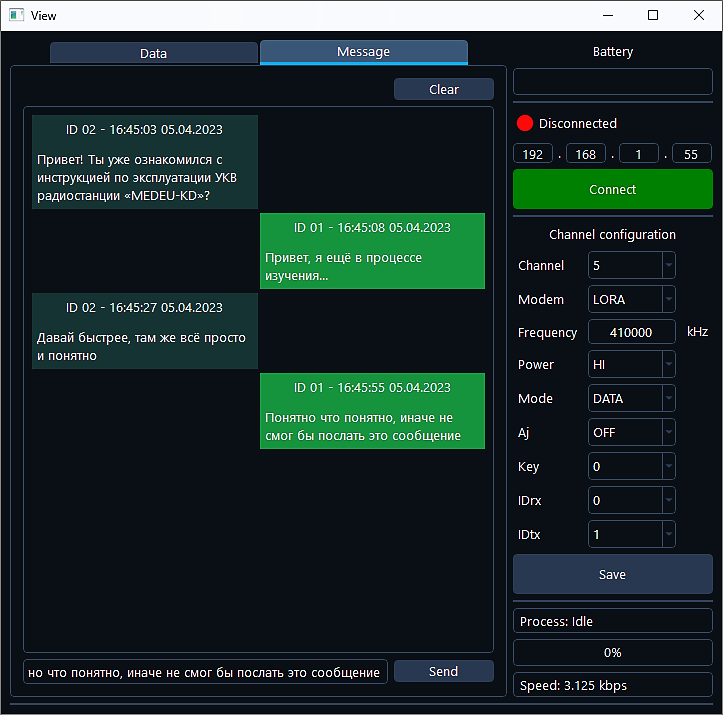 View
Data
Message
Clear
ID 02 - 16:45:03 05.04.2023
Привет! Ты уже ознакомился с
инструкцией по эксплуатации УКВ
радиостанции «MEDEU-KD»?
ID 01 - 16:45:08 05.04.2023
Привет, я ещё в процессе
изучения...
ID 02 - 16:45:27 05.04.2023
Давай быстрее, там же всё просто
и понятно
ID 01 - 16:45:55 05.04.2023
Понятно что понятно, иначе не
смог бы послать это сообщение
но что понятно, иначе не смог бы послать это сообщение
Send
Battery
Disconnected
192 . 168 . 1 . 55
Connect
Channel configuration
Channel 5
Modem LORA
Frequency 410000 kHz
Power HI
Mode DATA
Aj OFF
Key 0
IDrx 0
IDtx 1
Save
Process: Idle
0%
Speed: 3.125 kbps